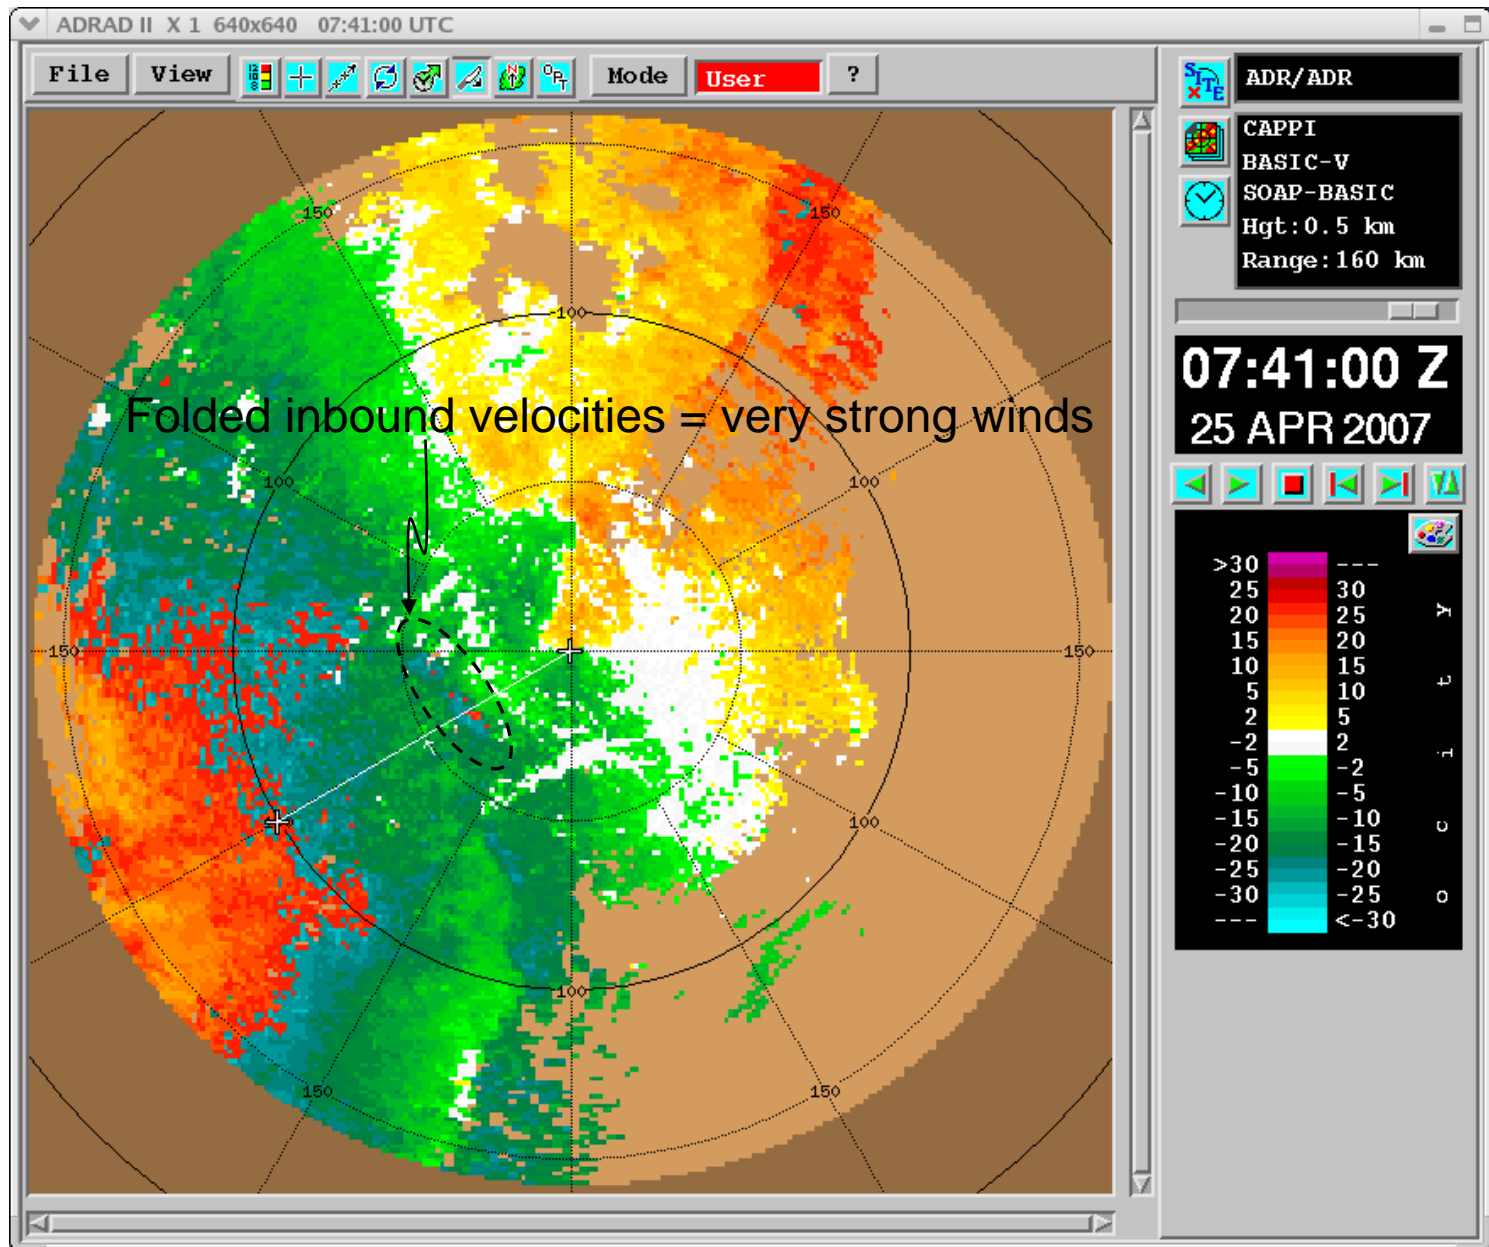 ADRAD II X 1 640x640 07:41:00 UTC
File View Mode User ?
SITE
ADR/ADR
CAPPI
BASIC-V
SOAP-BASIC
Hgt:0.5 km
Range:160 km
07:41:00 Z
25 APR 2007
Folded inbound velocities = very strong winds
150 150
100
100 100
150 150
100 100
150 150
>30 ---
25 30
20 25
15 20
10 15
5 10
2 5
-2 2
-5 -2
-10 -5
-15 -10
-20 -15
-25 -20
-30 -25
--- <-30
o c i t y